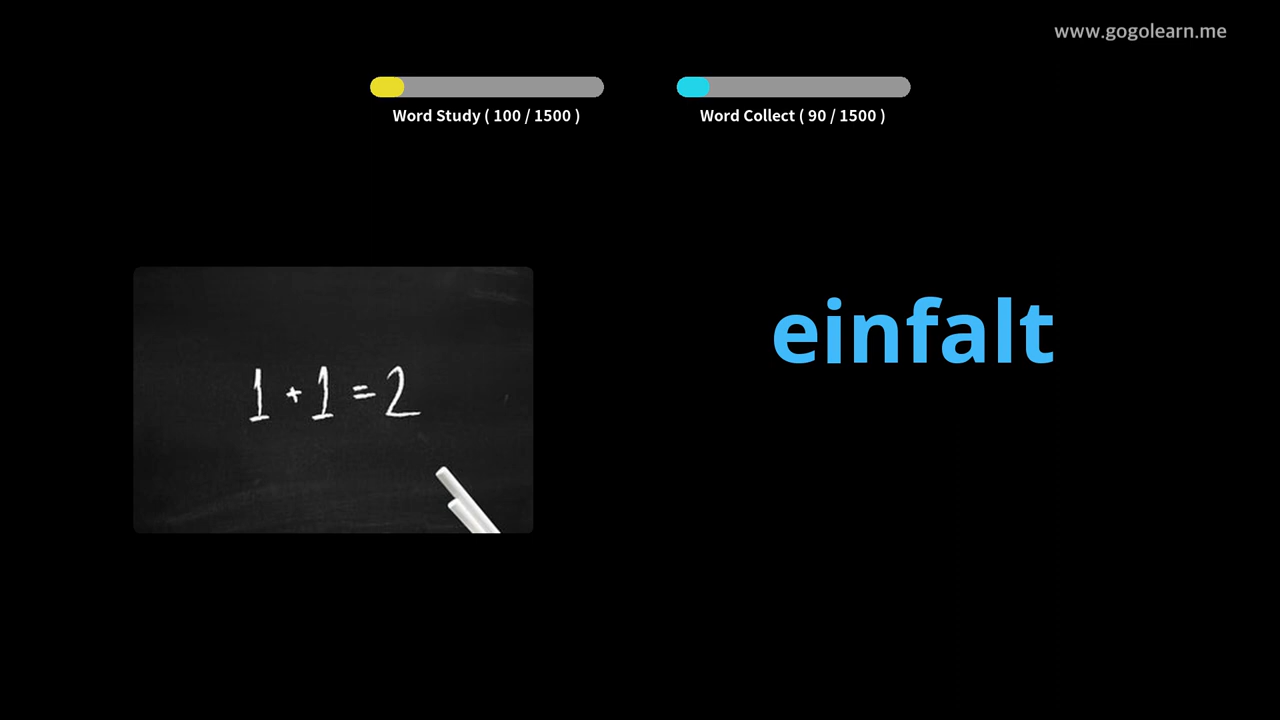 www.gogolearn.me
Word Study ( 100 / 1500 )
Word Collect ( 90 / 1500 )
einfalt
1 + 1 = 2